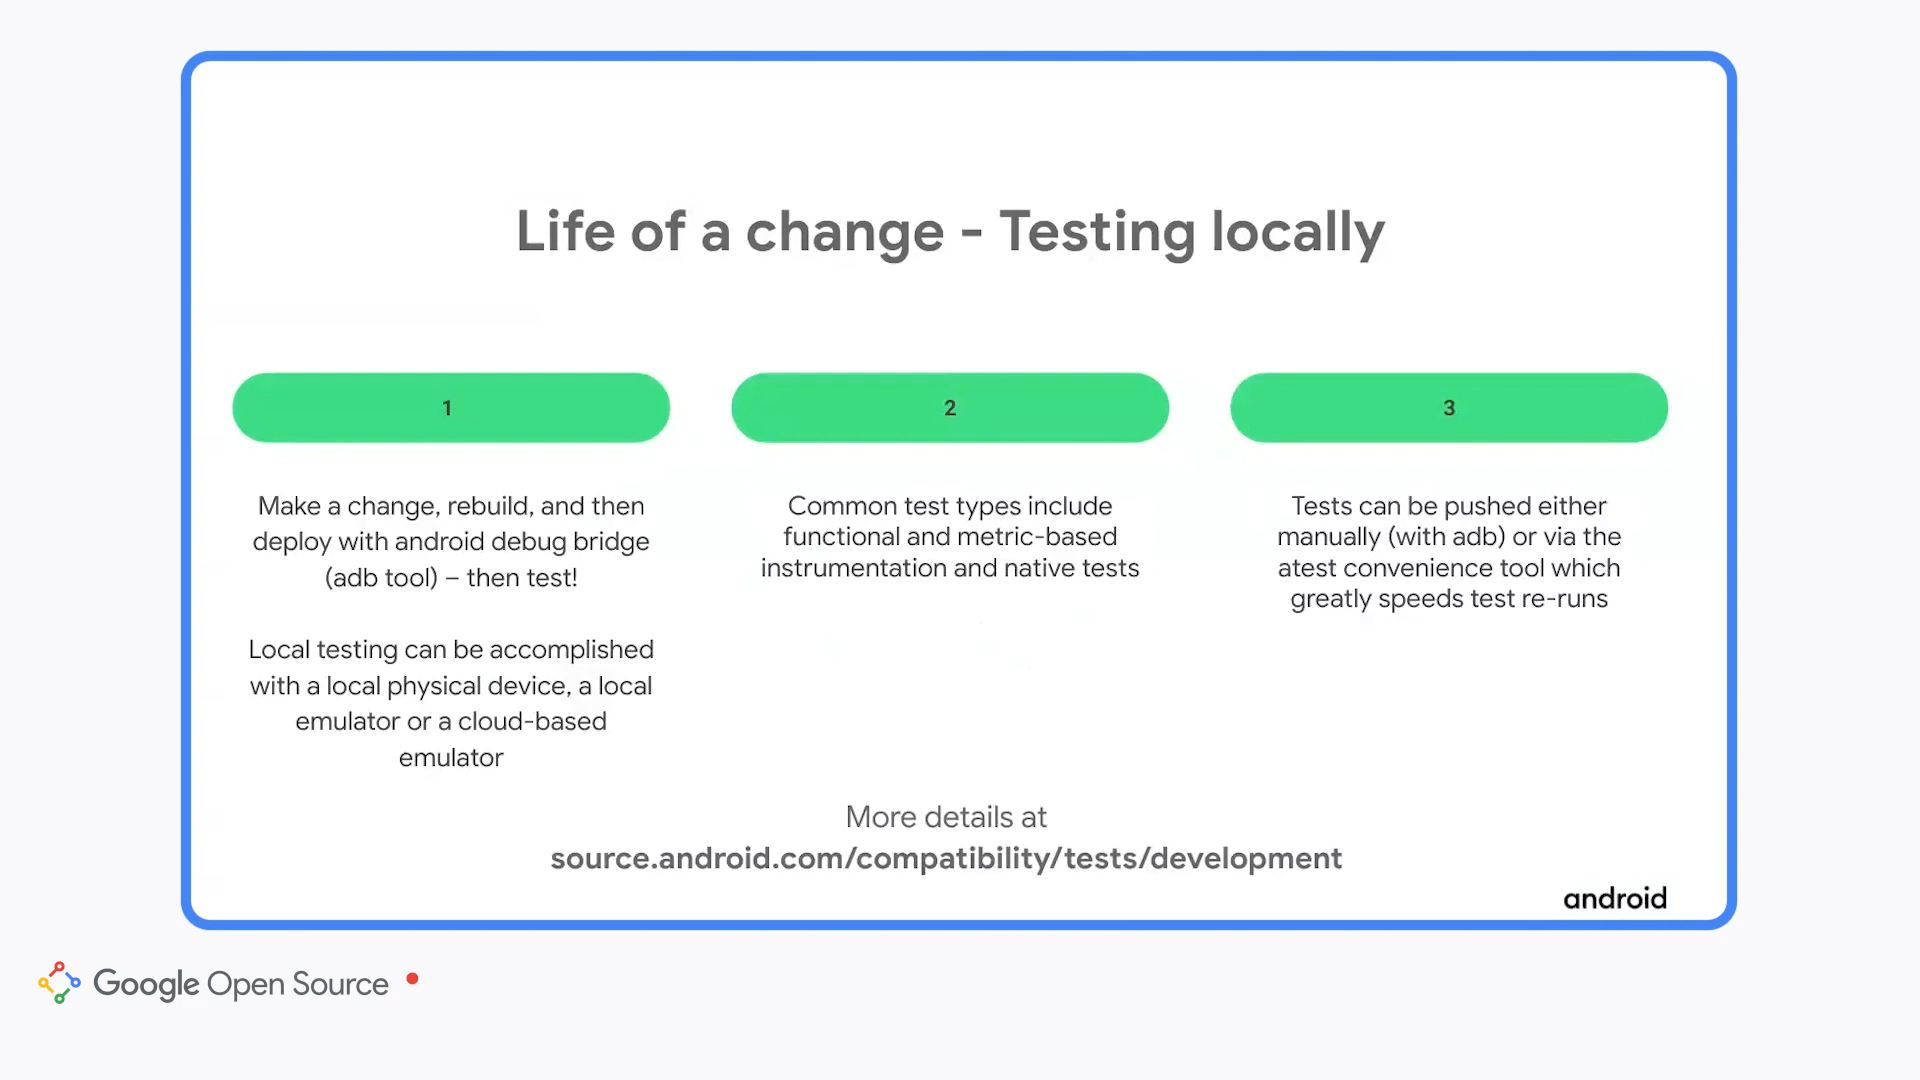 Life of a change - Testing locally
1
Make a change, rebuild, and then
deploy with android debug bridge
(adb tool) – then test!
Local testing can be accomplished
with a local physical device, a local
emulator or a cloud-based
emulator
2
Common test types include
functional and metric-based
instrumentation and native tests
3
Tests can be pushed either
manually (with adb) or via the
atest convenience tool which
greatly speeds test re-runs
More details at
source.android.com/compatibility/tests/development
android
Google Open Source